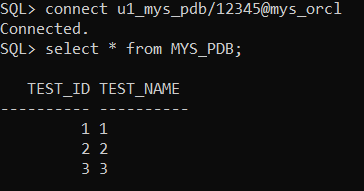 SQL> connect u1_mys_pdb/12345@mys_orcl
Connected.
SQL> select * from MYS_PDB;
TEST_ID TEST_NAME
---------- ----------
1 1
2 2
3 3